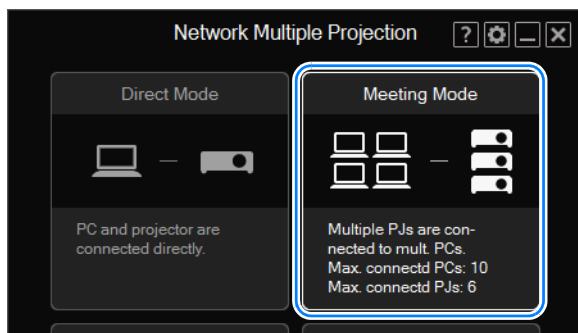 Network Multiple Projection
?
Direct Mode
PC and projector are
connected directly.
Meeting Mode
Multiple PJs are con-
nected to mult. PCs.
Max. connectd PCs: 10
Max. connectd PJs: 6